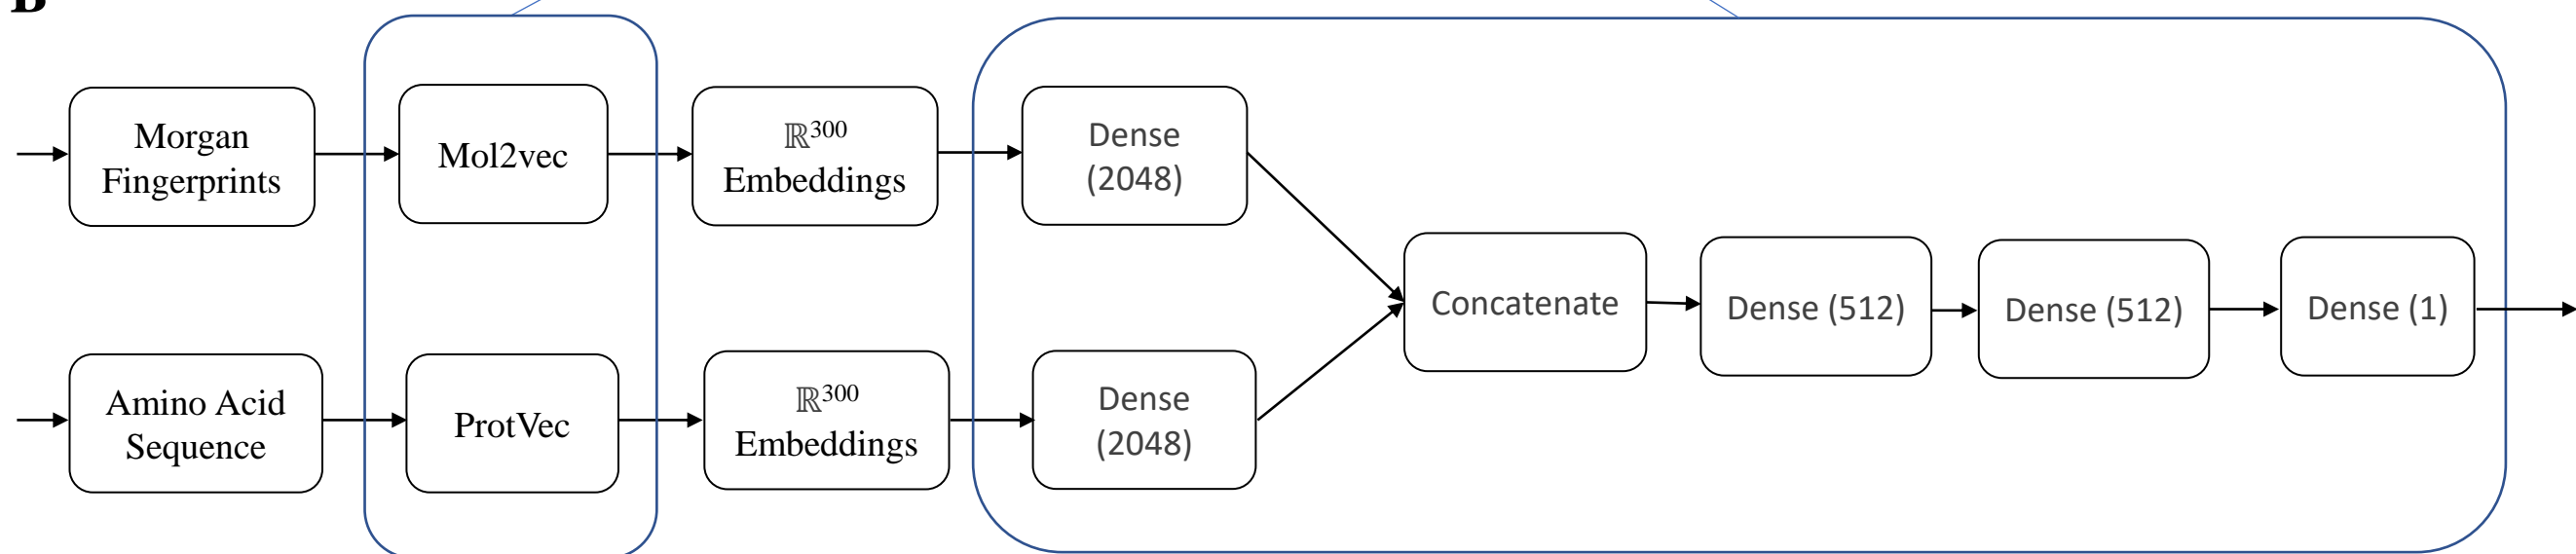 B
Morgan
Fingerprints
Mol2vec
ℝ³⁰⁰
Embeddings
Dense
(2048)
Concatenate
Dense (512)
Dense (512)
Dense (1)
Amino Acid
Sequence
ProtVec
ℝ³⁰⁰
Embeddings
Dense
(2048)